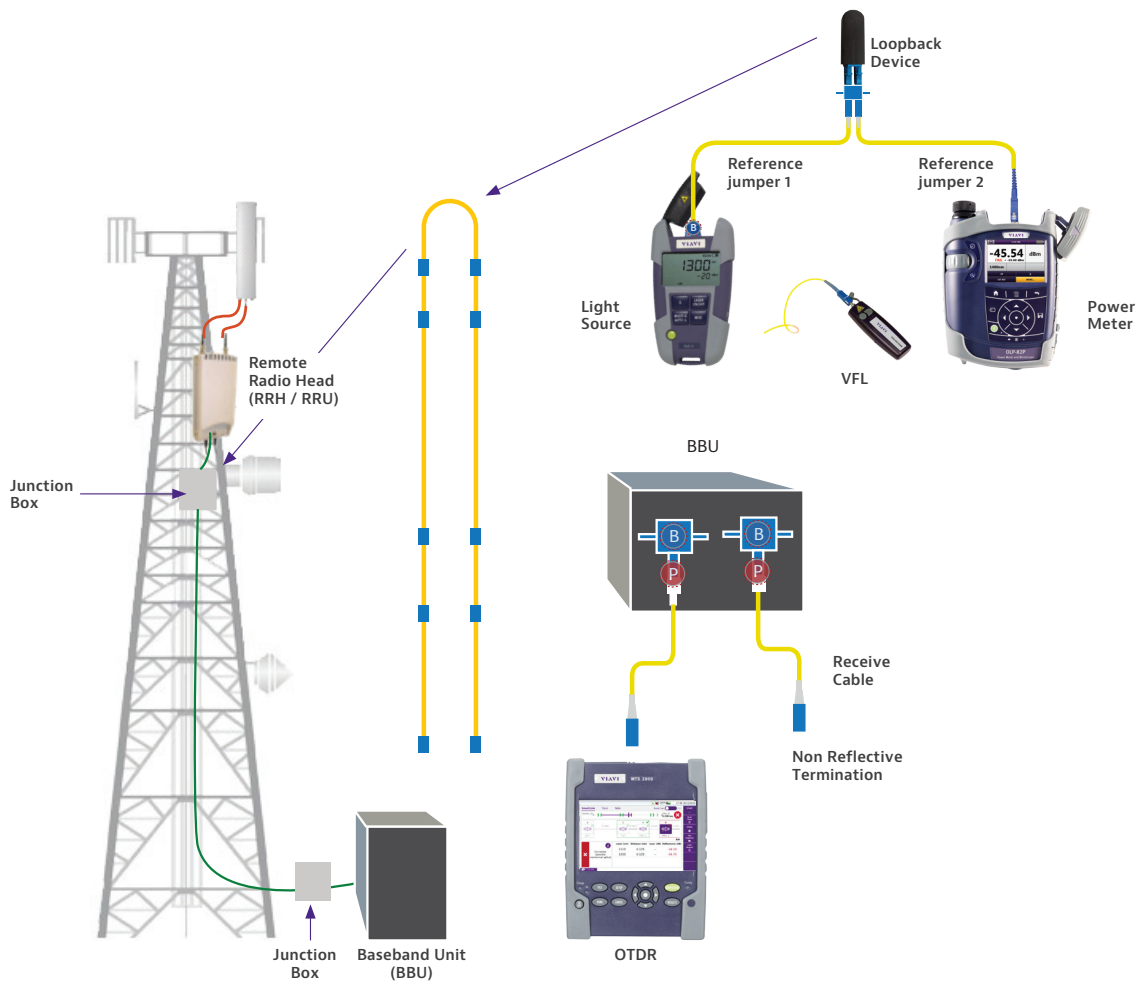 Loopback
Device
Reference
jumper 1
Reference
jumper 2
B
VIAVI
1300
-20
Light
Source
VFL
VIAVI
-45.54 dBm
Power
Meter
OLP-82P
Remote
Radio Head
(RRH / RRU)
Junction
Box
BBU
B
B
P
P
Receive
Cable
Non Reflective
Termination
VIAVI
OTDR
Junction
Box
Baseband Unit
(BBU)